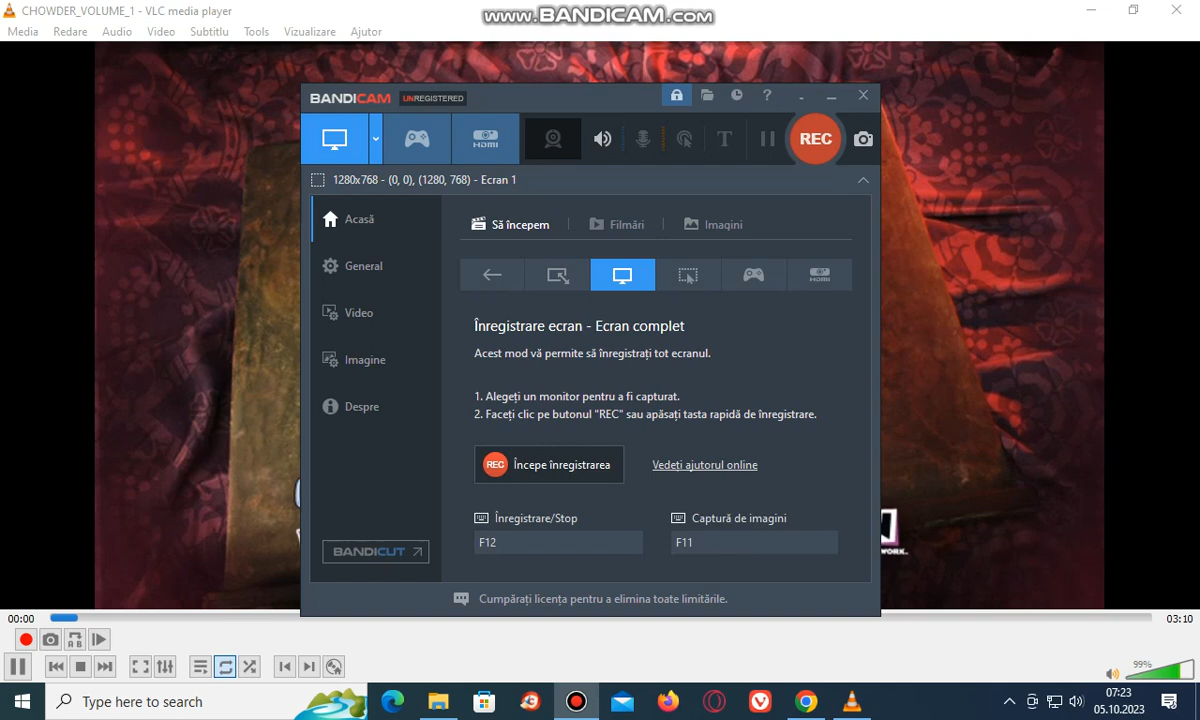 CHOWDER_VOLUME_1 - VLC media player
www.BANDICAM.com
Media Redare Audio Video Subtitlu Tools Vizualizare Ajutor
BANDICAM UNREGISTERED
HDMI
T
REC
1280x768 - (0, 0), (1280, 768) - Ecran 1
Acasă
General
Video
Imagine
Despre
BANDICUT
Să începem
Filmări
Imagini
HDMI
Înregistrare ecran - Ecran complet
Acest mod vă permite să înregistrați tot ecranul.
1. Alegeți un monitor pentru a fi capturat.
2. Faceți clic pe butonul "REC" sau apăsați tasta rapidă de înregistrare.
REC Începe înregistrarea
Vedeti ajutorul online
Înregistrare/Stop
Captură de imagini
F12
F11
Cumpărați licența pentru a elimina toate limitările.
00:00
03:10
A B
99%
Type here to search
07:23
05.10.2023